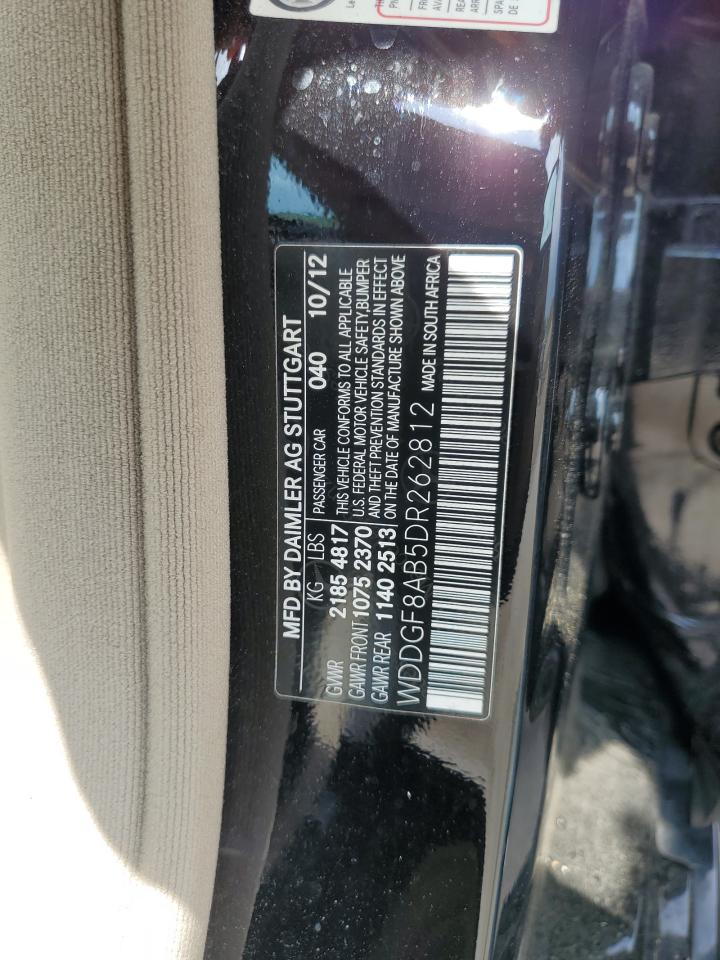 MFD BY DAIMLER AG STUTTGART
KG LBS PASSENGER CAR 040 10/12
GVWR 2185 4817 THIS VEHICLE CONFORMS TO ALL APPLICABLE
GAWR FRONT 1075 2370 U.S. FEDERAL MOTOR VEHICLE SAFETY,BUMPER
GAWR REAR 1140 2513 AND THEFT PREVENTION STANDARDS IN EFFECT
ON THE DATE OF MANUFACTURE SHOWN ABOVE
WDDGF8AB5DR262812 MADE IN SOUTH AFRICA